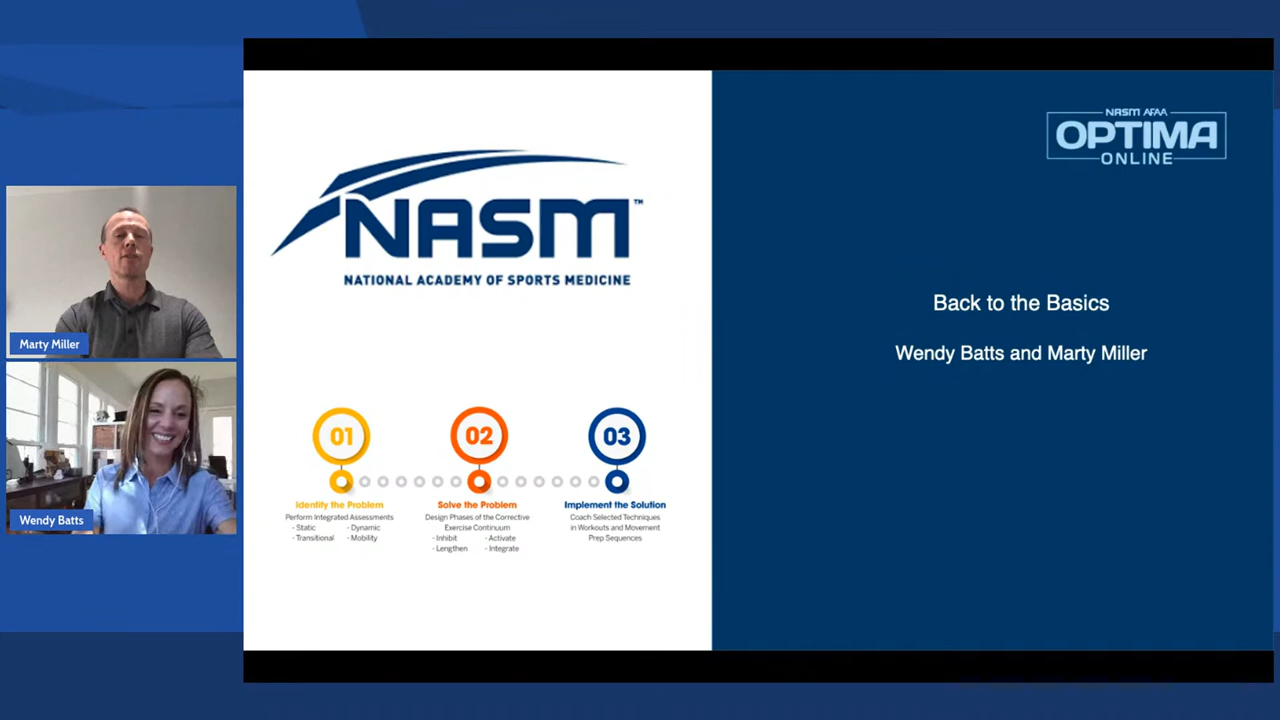 Marty Miller
Wendy Batts
NASM™
NATIONAL ACADEMY OF SPORTS MEDICINE
01
Identify the Problem
Perform Integrated Assessments
- Static
- Dynamic
- Transitional
- Mobility
02
Solve the Problem
Design Phases of the Corrective
Exercise Continuum
- Inhibit
- Activate
- Lengthen
- Integrate
03
Implement the Solution
Coach Selected Techniques
in Workouts and Movement
Prep Sequences
NASM AFAA
OPTIMA
ONLINE
Back to the Basics
Wendy Batts and Marty Miller